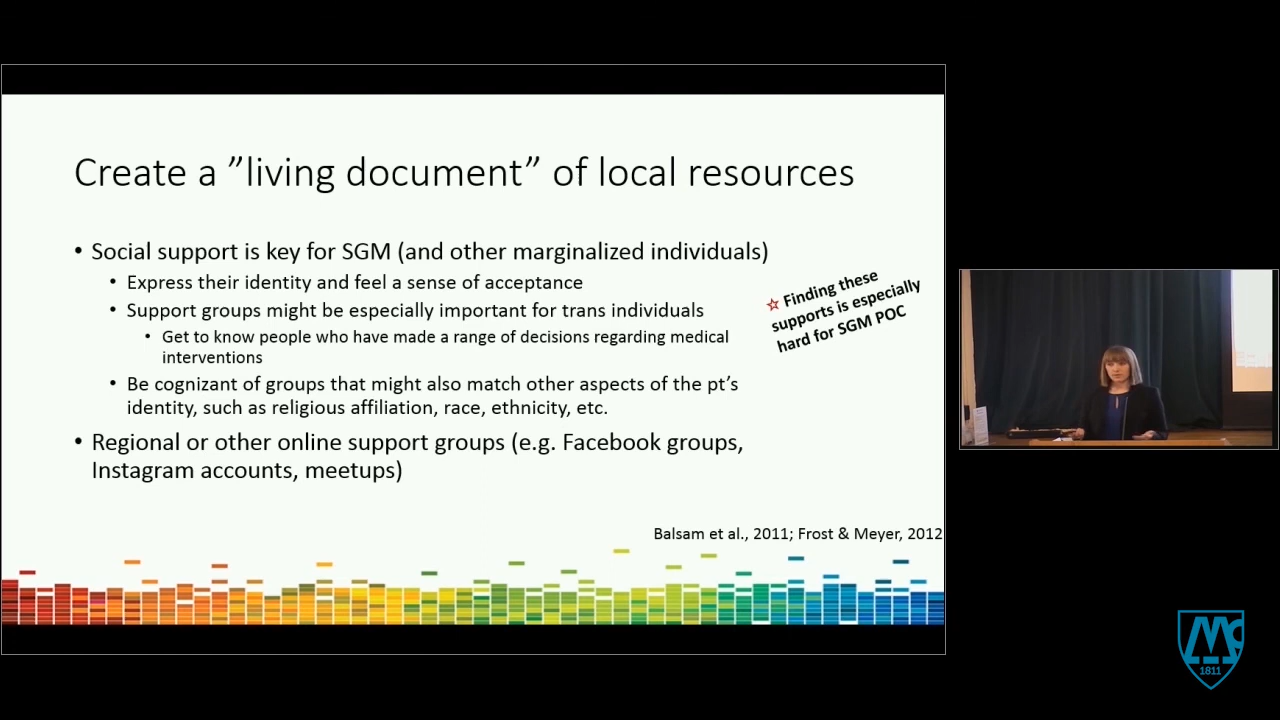 Create a ”living document” of local resources
• Social support is key for SGM (and other marginalized individuals)
• Express their identity and feel a sense of acceptance
• Support groups might be especially important for trans individuals
• Get to know people who have made a range of decisions regarding medical
interventions
• Be cognizant of groups that might also match other aspects of the pt’s
identity, such as religious affiliation, race, ethnicity, etc.
• Regional or other online support groups (e.g. Facebook groups,
Instagram accounts, meetups)
☆ Finding these
supports is especially
hard for SGM POC
Balsam et al., 2011; Frost & Meyer, 2012
Mc
1811